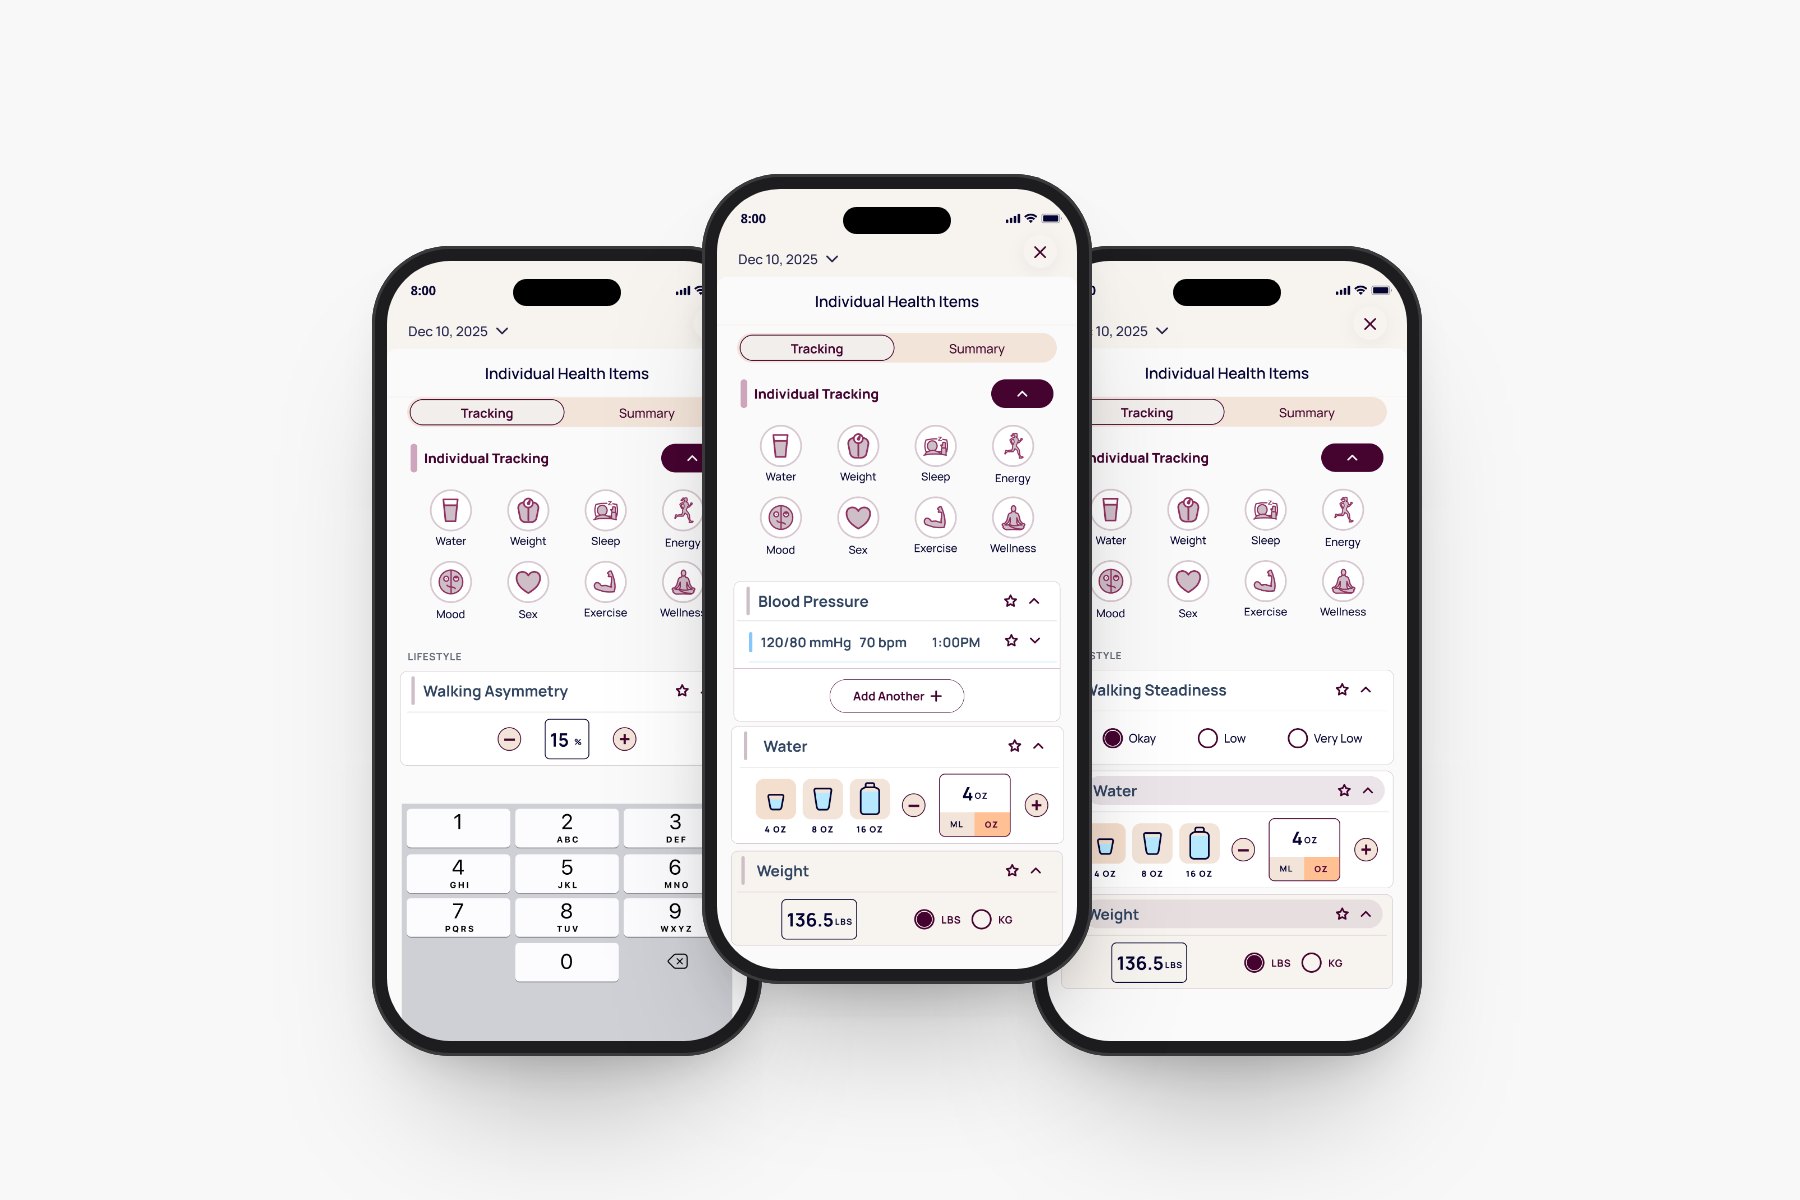 8:00
Dec 10, 2025
Individual Health Items
Tracking Summary
Individual Tracking
Water Weight Sleep Energy
Mood Sex Exercise Wellness
LIFESTYLE
Walking Asymmetry
15 %
1 2 3
ABC DEF
4 5 6
GHI JKL MNO
7 8 9
PQRS TUV WXYZ
0
8:00
Dec 10, 2025
Individual Health Items
Tracking Summary
Individual Tracking
Water Weight Sleep Energy
Mood Sex Exercise Wellness
Blood Pressure
120/80 mmHg 70 bpm 1:00PM
Add Another +
Water
4 OZ
4 OZ 8 OZ 16 OZ ML OZ
Weight
136.5 LBS LBS KG
0
10, 2025
Individual Health Items
Tracking Summary
ndividual Tracking
Water Weight Sleep Energy
Mood Sex Exercise Wellness
STYLE
Walking Steadiness
Okay Low Very Low
Water
4 OZ
4 OZ 8 OZ 16 OZ ML OZ
Weight
136.5 LBS LBS KG